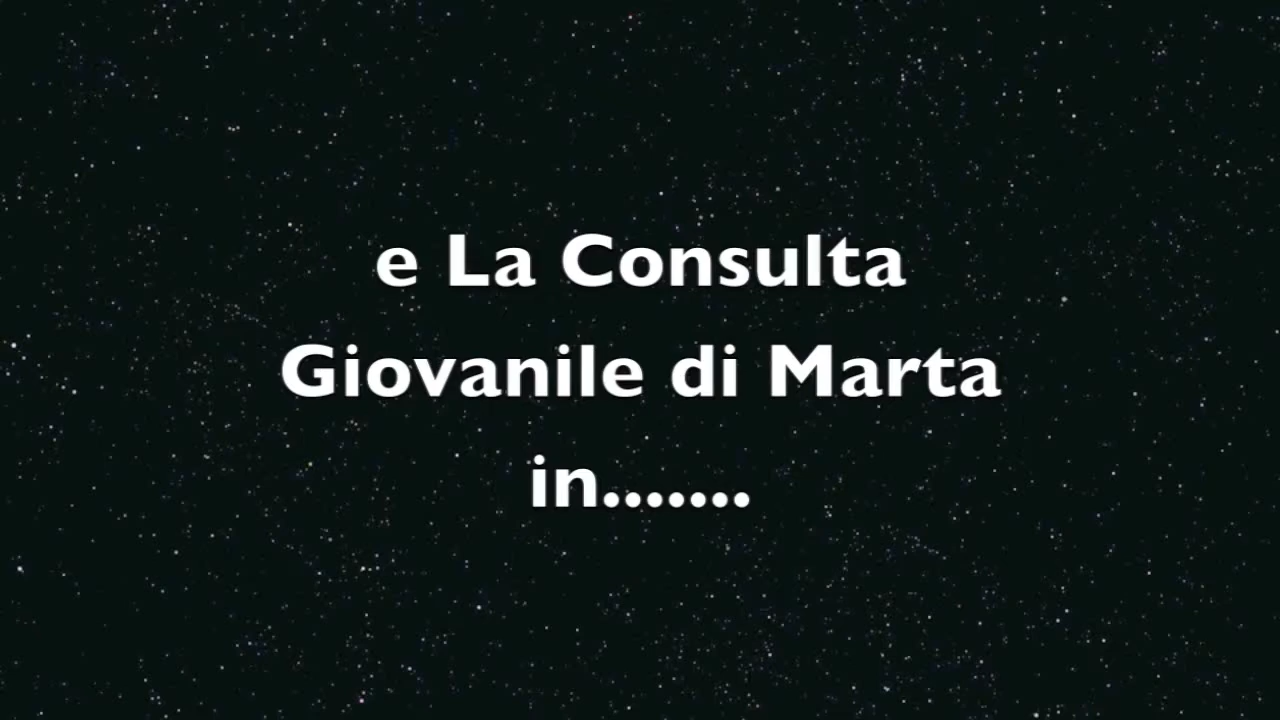 e La Consulta
Giovanile di Marta
in.......